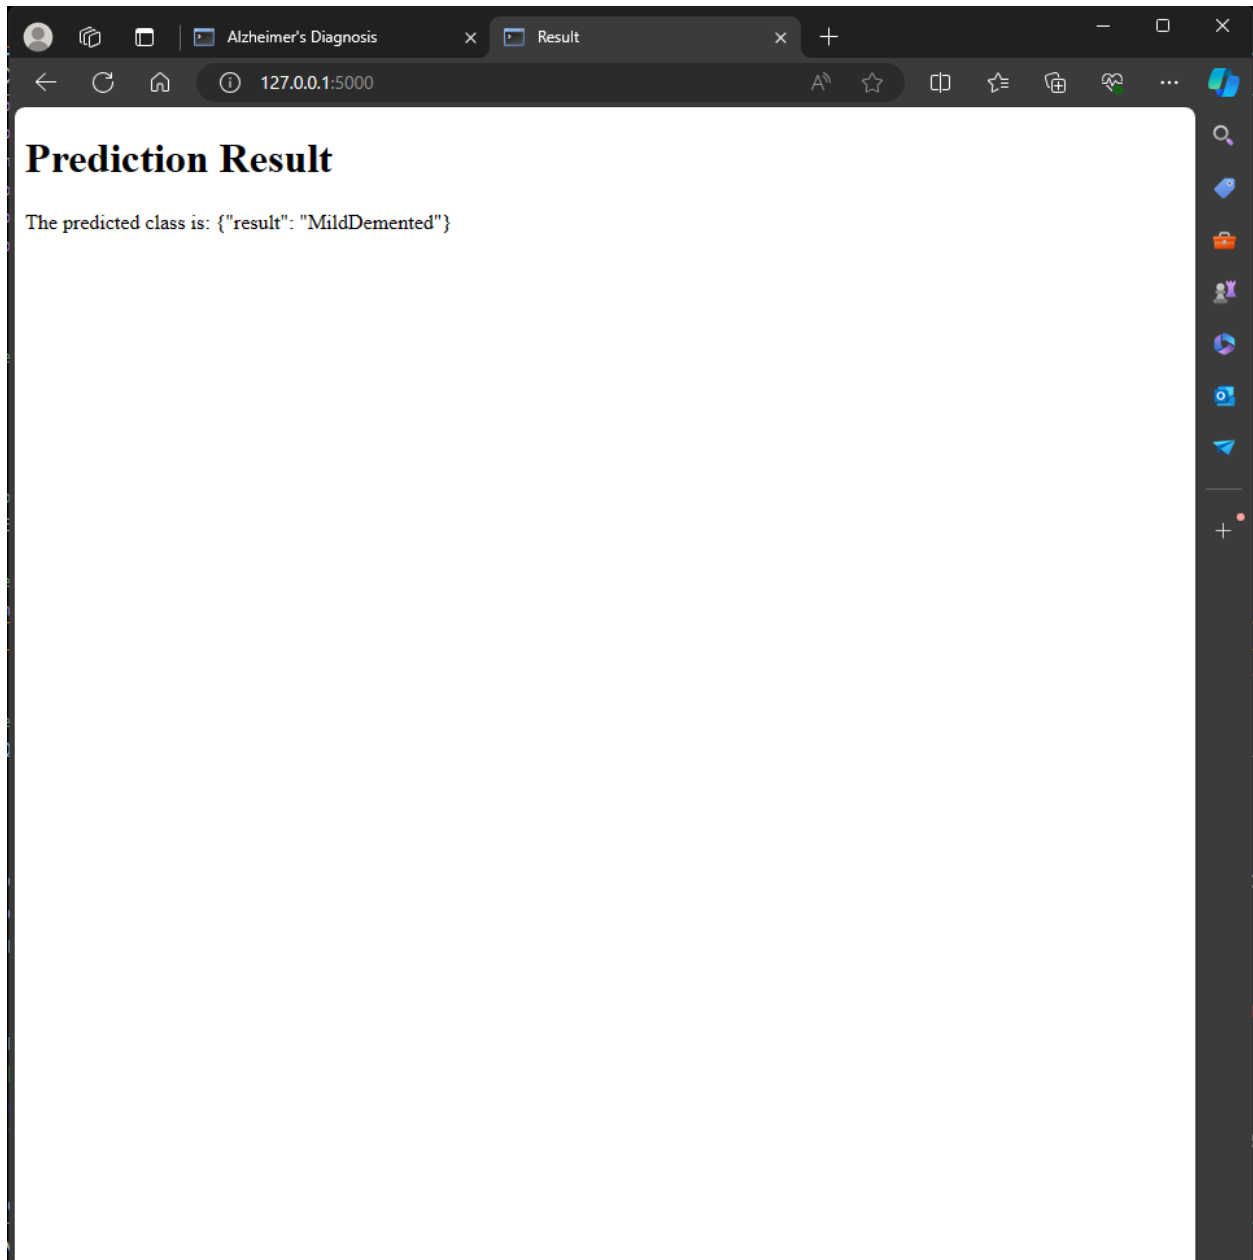 Alzheimer's Diagnosis
Result
127.0.0.1:5000
Prediction Result
The predicted class is: {"result": "MildDemented"}